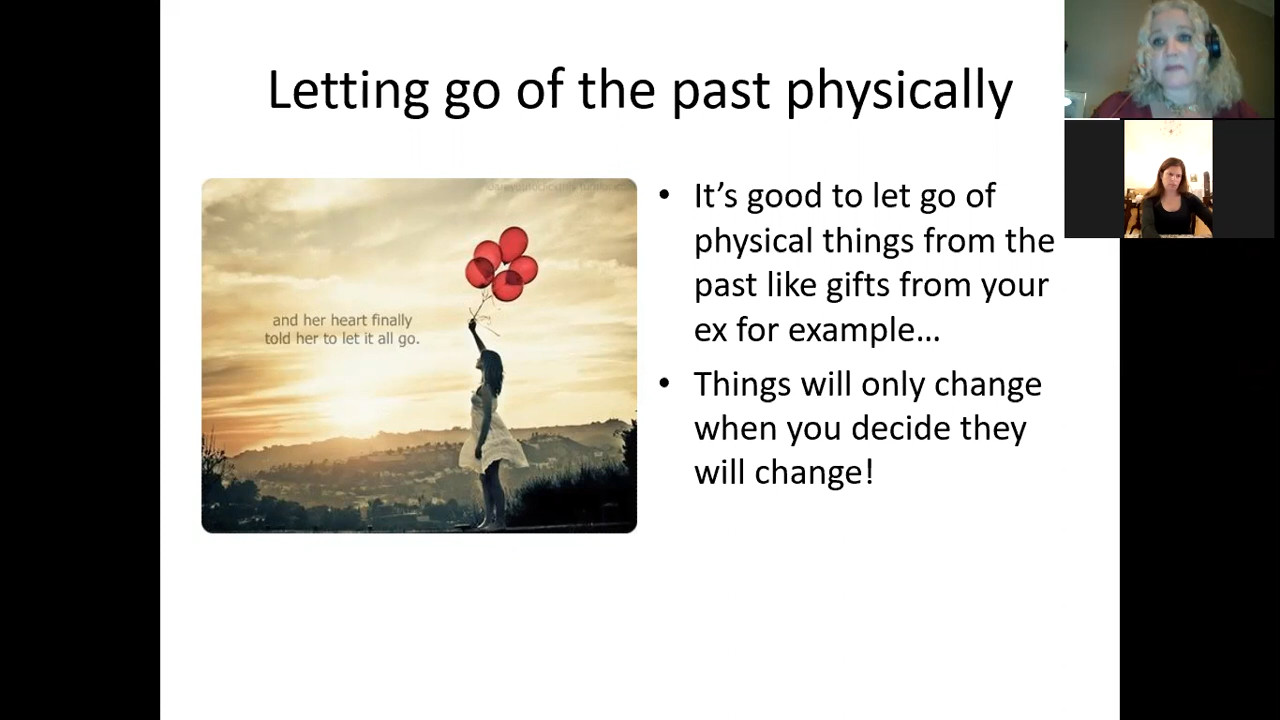 Letting go of the past physically
and her heart finally
told her to let it all go.
• It’s good to let go of
physical things from the
past like gifts from your
ex for example…
• Things will only change
when you decide they
will change!